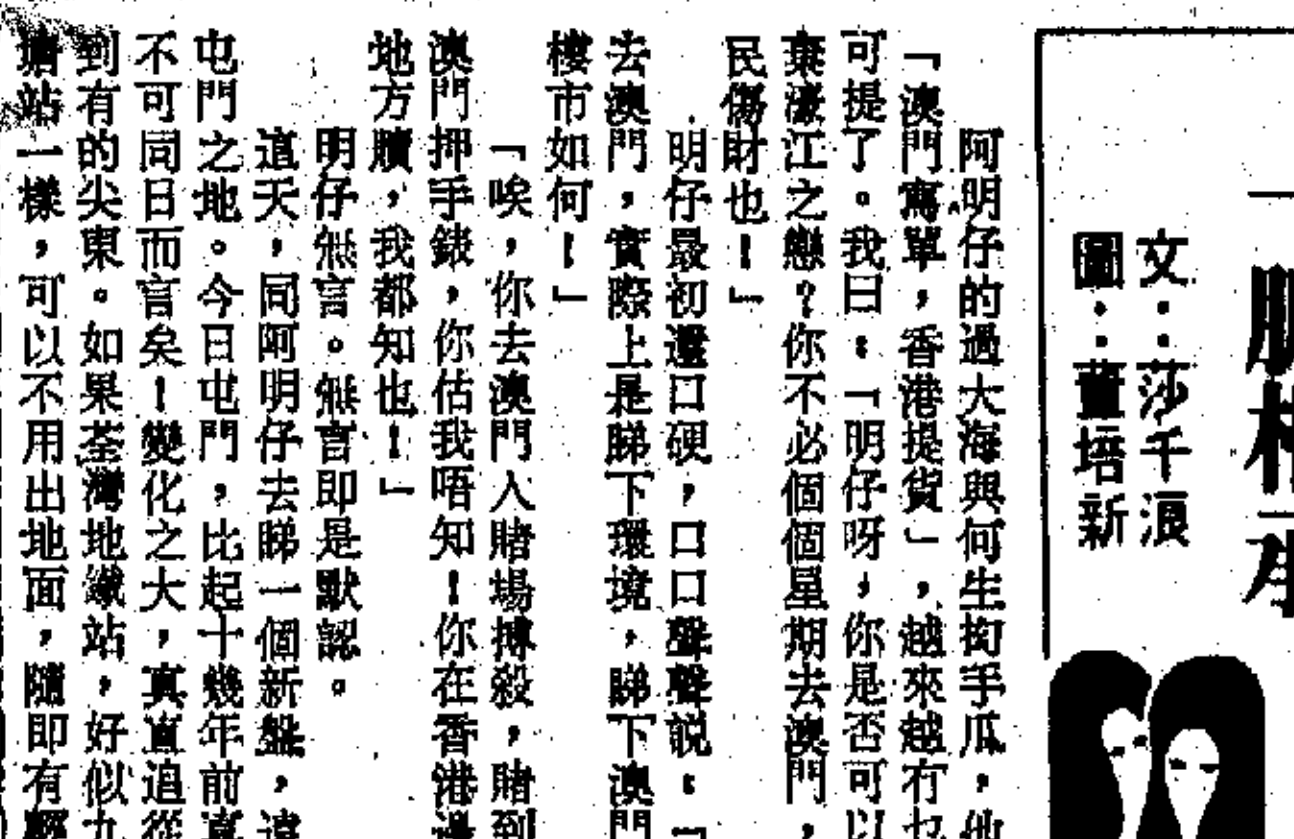 文：莎千浪
圖：董培新
阿明仔的過大海與何生掏手瓜，他
「澳門寫單，香港提貨」，越來越冇乜
可提了。我曰：「明仔呀，你是否可以
棄濠江之戀？你不必個個星期去澳門，
民傷財也！」
明仔最初還口硬，口口聲聲説：「
去澳門，實際上是睇下環境，睇下澳門
樓市如何！」
「唉，你去澳門入賭場搏殺，賭到
澳門押手錶，你估我唔知！你在香港邊
地方贖，我都知也！」
明仔無言。無言即是默認。
這天，同阿明仔去睇一個新盤，遠
屯門之地。今日屯門，比起十幾年前真
不可同日而言矣！變化之大，真直追從
到有的尖東。如果荃灣地鐵站，好似九
塘站一樣，可以不用出地面，隨即有輕